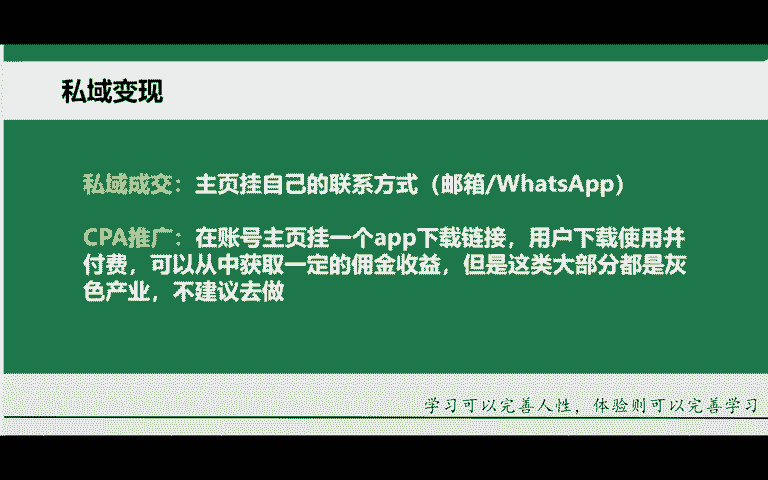 私域变现
私域成交：主页挂自己的联系方式（邮箱/WhatsApp）
CPA推广：在账号主页挂一个app下载链接，用户下载使用并
付费，可以从中获取一定的佣金收益，但是这类大部分都是灰
色产业，不建议去做
学习可以完善人性，体验则可以完善学习